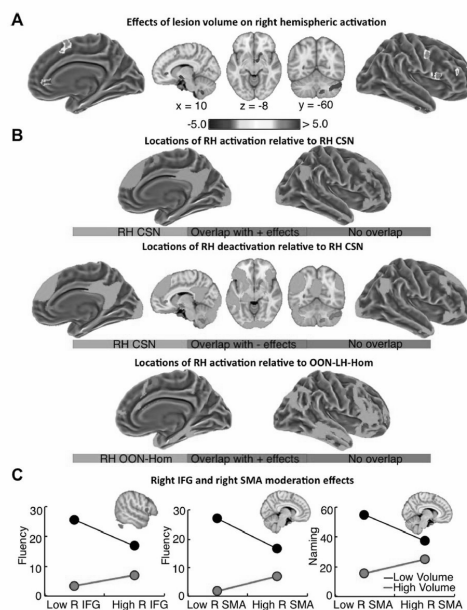 A
Effects of lesion volume on right hemispheric activation
x = 10 z = -8 y = -60
-5.0 > 5.0
B
Locations of RH activation relative to RH CSN
RH CSN Overlap with + effects No overlap
Locations of RH deactivation relative to RH CSN
RH CSN Overlap with - effects No overlap
Locations of RH activation relative to OON-LH-Hom
RH OON-Hom Overlap with + effects No overlap
C
Right IFG and right SMA moderation effects
Fluency
30
20
10
0
Low R IFG High R IFG
Fluency
30
20
10
0
Low R SMA High R SMA
Naming
60
40
20
0
Low R SMA High R SMA
Low Volume
High Volume